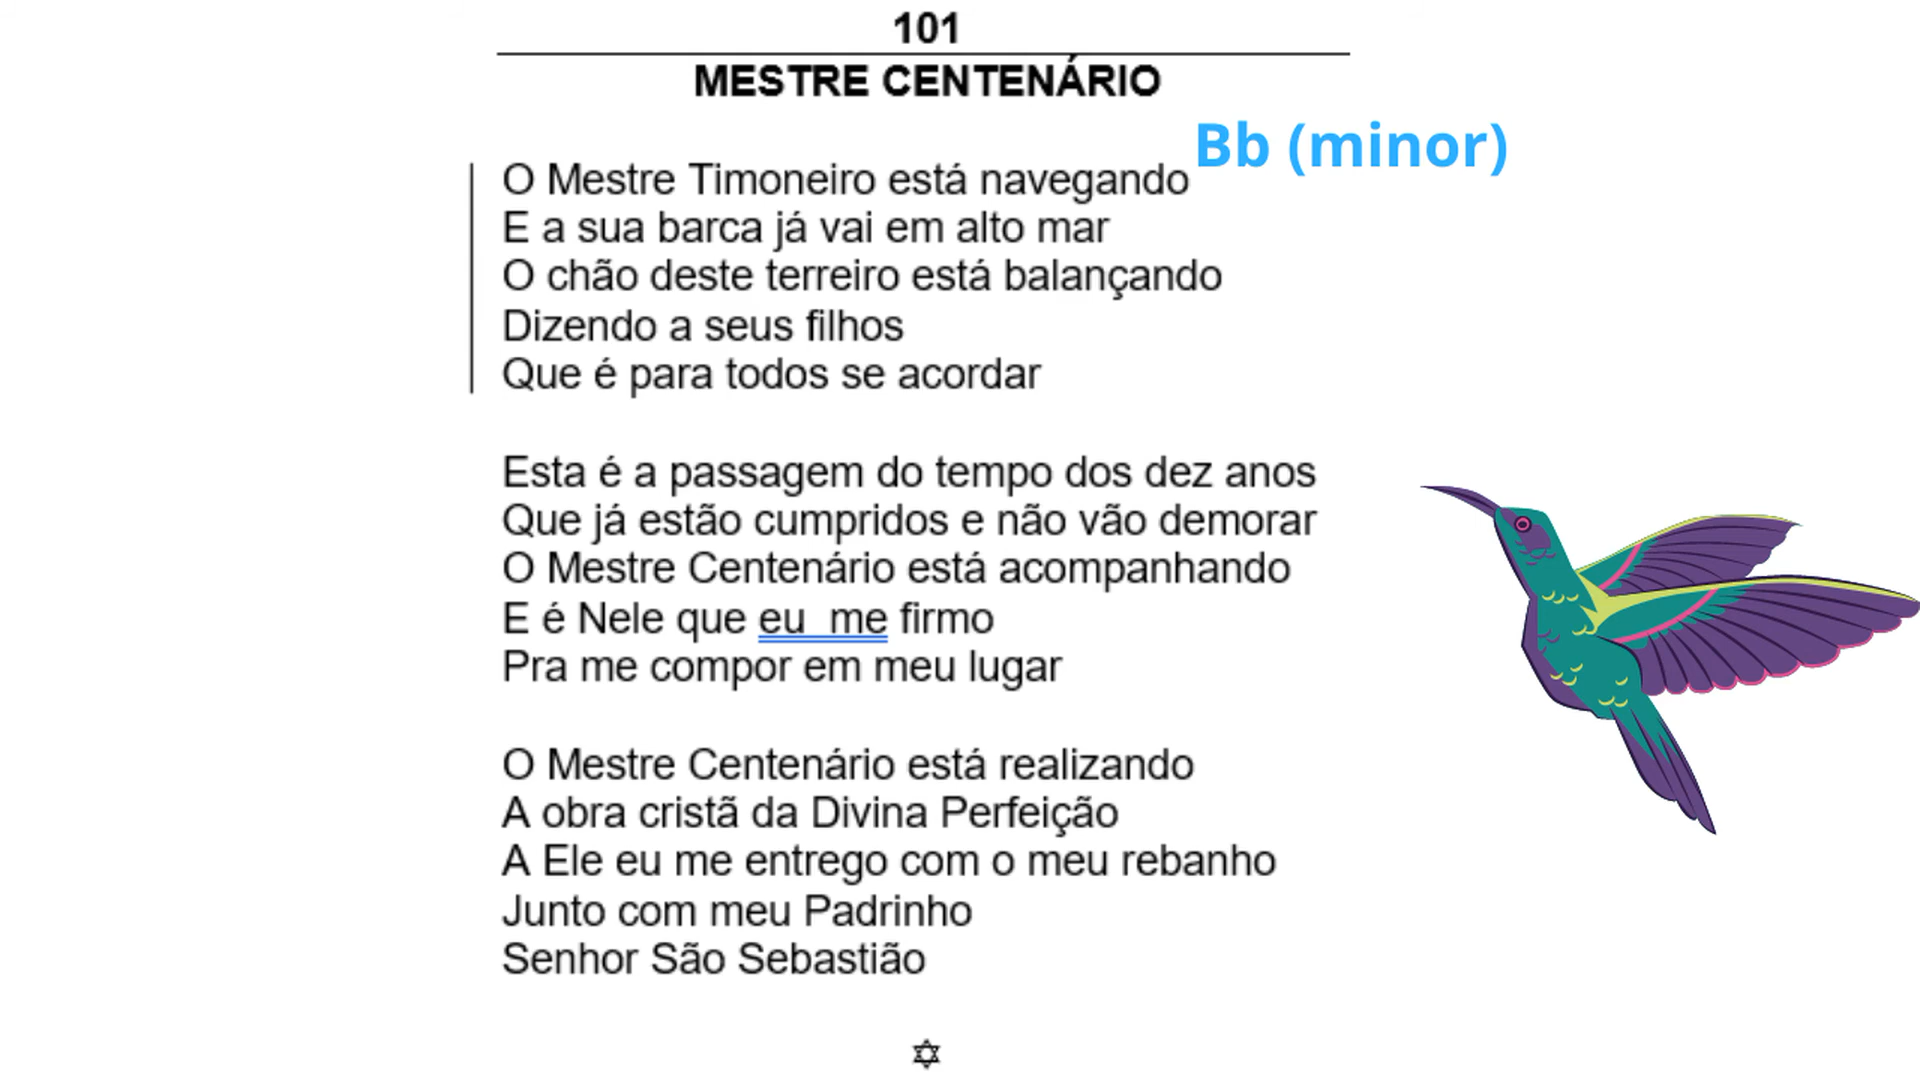 101
MESTRE CENTENÁRIO
Bb (minor)
O Mestre Timoneiro está navegando
E a sua barca já vai em alto mar
O chão deste terreiro está balançando
Dizendo a seus filhos
Que é para todos se acordar
Esta é a passagem do tempo dos dez anos
Que já estão cumpridos e não vão demorar
O Mestre Centenário está acompanhando
E é Nele que eu  me firmo
Pra me compor em meu lugar
O Mestre Centenário está realizando
A obra cristã da Divina Perfeição
A Ele eu me entrego com o meu rebanho
Junto com meu Padrinho
Senhor São Sebastião